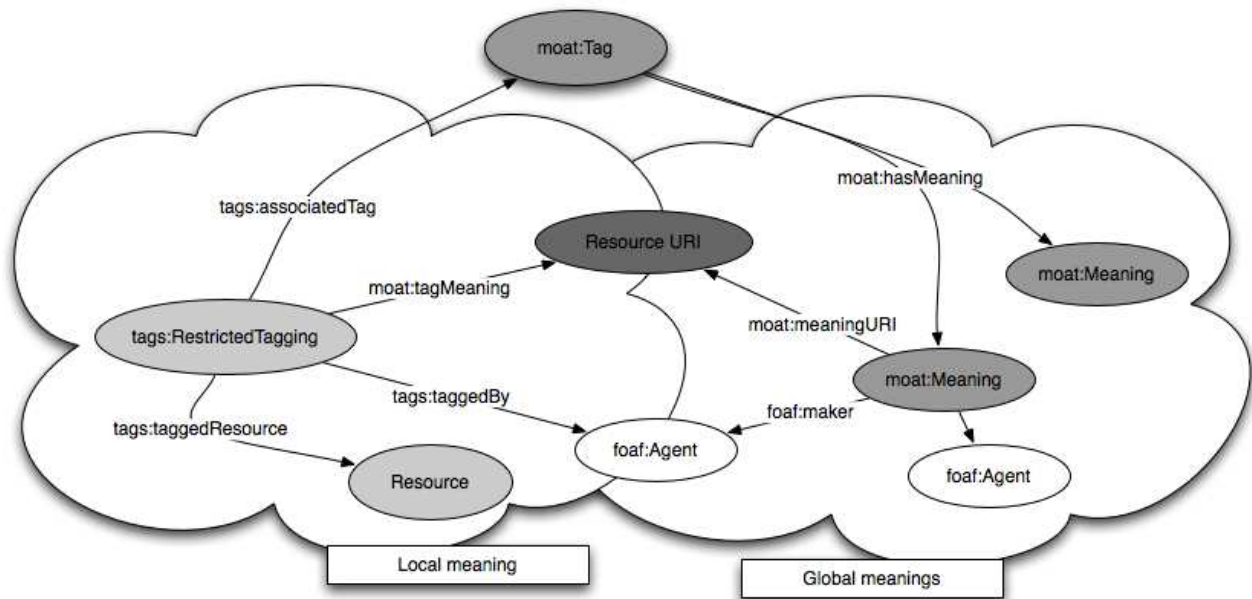 moat:Tag
moat:hasMeaning
tags:associatedTag
Resource URI
moat:Meaning
moat:tagMeaning
moat:meaningURI
tags:RestrictedTagging
moat:Meaning
tags:taggedBy
foaf:maker
tags:taggedResource
foaf:Agent
foaf:Agent
Resource
Local meaning
Global meanings